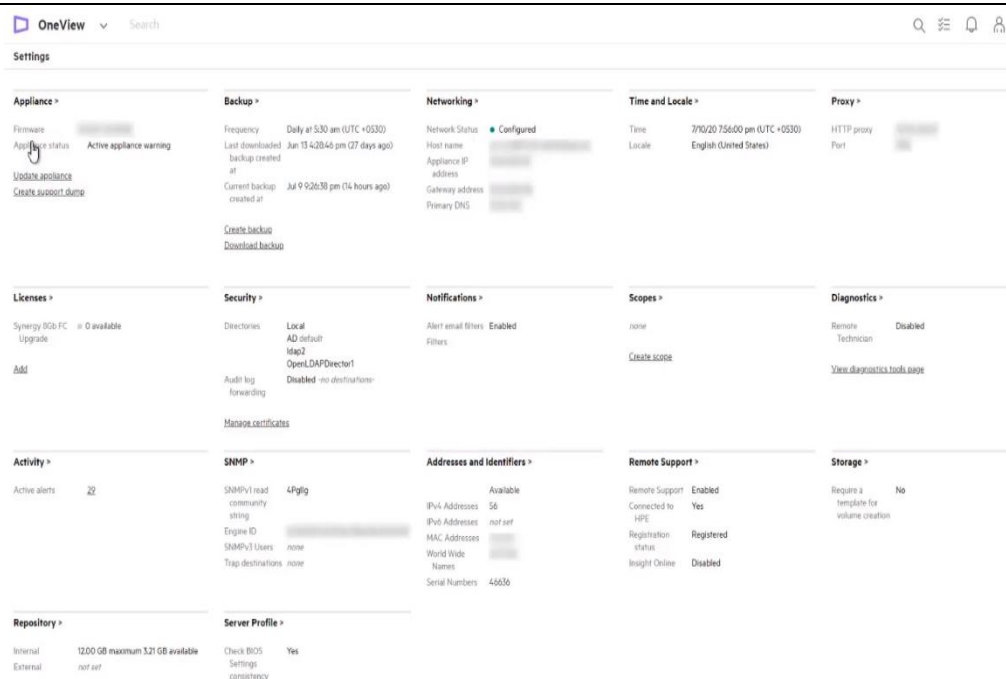 OneView
Search
Settings
Appliance >
Firmware
Appliance status Active appliance warning
Update appliance
Create support dump
Backup >
Frequency Daily at 5:30 am (UTC +0530)
Last downloaded Jun 13 4:28:46 pm (27 days ago)
backup created
at
Current backup Jul 9 9:26:38 pm (14 hours ago)
created at
Create backup
Download backup
Networking >
Network Status Configured
Host name
Appliance IP
address
Gateway address
Primary DNS
Time and Locale >
Time 7/10/20 7:56:00 pm (UTC +0530)
Locale English (United States)
Proxy >
HTTP proxy
Port
Licenses >
Synergy 8Gb FC 0 available
Upgrade
Add
Security >
Directories Local
AD default
ldap2
OpenLDAPDirector1
Audit log Disabled -no destinations-
forwarding
Manage certificates
Notifications >
Alert email filters Enabled
Filters
Scopes >
none
Create scope
Diagnostics >
Remote Disabled
Technician
View diagnostics tools page
Activity >
Active alerts 29
SNMP >
SNMPv1 read 4PgIlg
community
string
Engine ID
SNMPv3 Users none
Trap destinations none
Addresses and Identifiers >
Available
IPv4 Addresses 56
IPv6 Addresses not set
MAC Addresses
World Wide
Names
Serial Numbers 46636
Remote Support >
Remote Support Enabled
Connected to Yes
HPE
Registration Registered
status
Insight Online Disabled
Storage >
Require a No
template for
volume creation
Repository >
Internal 12.00 GB maximum 3.21 GB available
External not set
Server Profile >
Check BIOS Yes
Settings
consistency